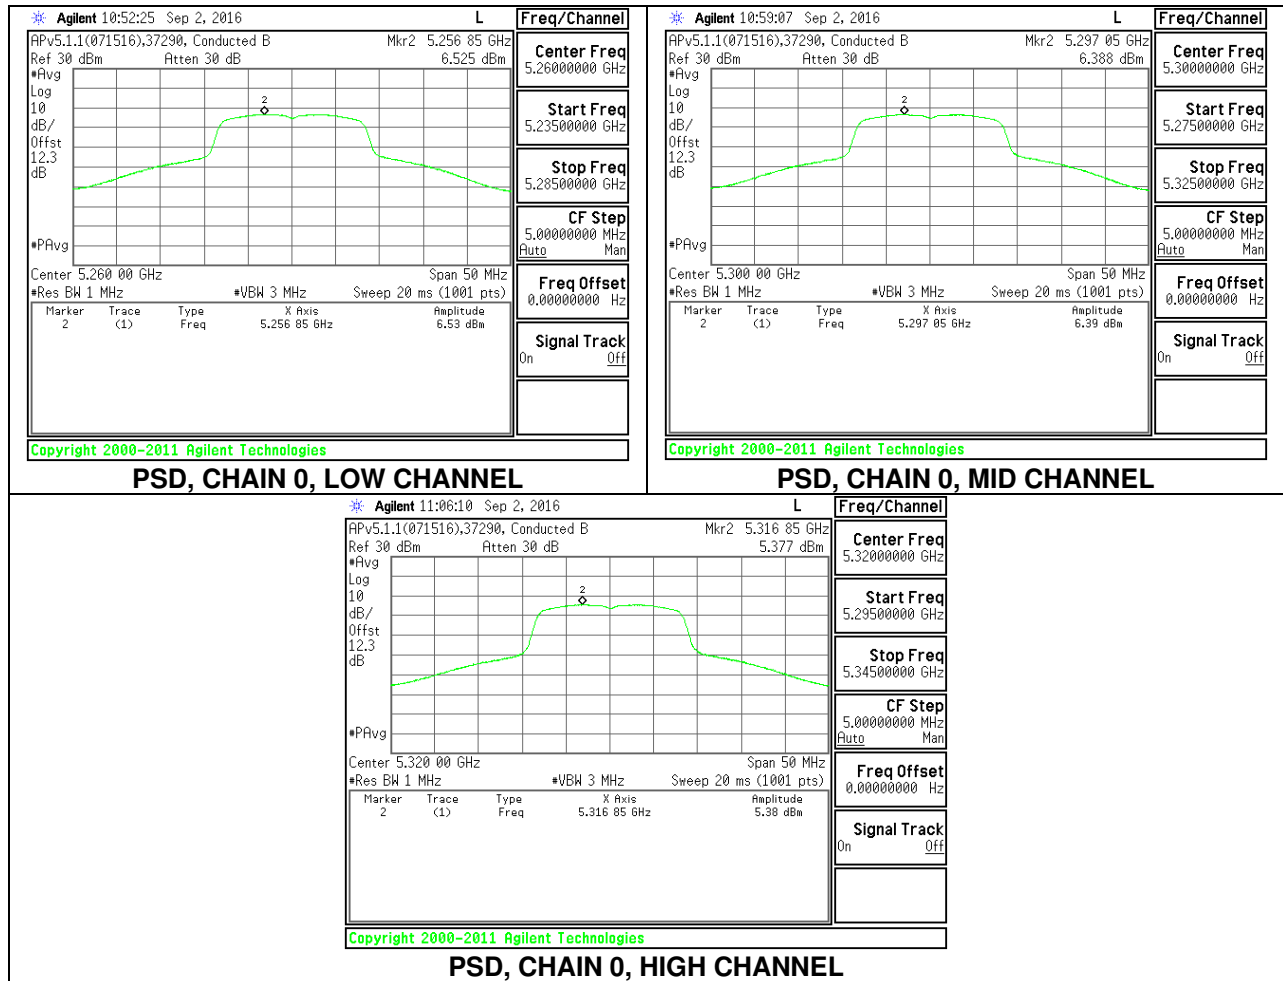 Agilent 10:52:25 Sep 2, 2016 L Freq/Channel
APv5.1.1(071516),37290, Conducted B Mkr2 5.256 85 GHz
Ref 30 dBm Atten 30 dB 6.525 dBm
#Avg
Log
10
dB/
Offst
12.3
dB
#PAvg
2
Center 5.260 00 GHz Span 50 MHz
#Res BW 1 MHz #VBW 3 MHz Sweep 20 ms (1001 pts)
Marker Trace Type X Axis Amplitude
2 (1) Freq 5.256 85 GHz 6.53 dBm
Center Freq
5.26000000 GHz
Start Freq
5.23500000 GHz
Stop Freq
5.28500000 GHz
CF Step
5.00000000 MHz
Auto Man
Freq Offset
0.00000000 Hz
Signal Track
On Off
Copyright 2000-2011 Agilent Technologies
PSD, CHAIN 0, LOW CHANNEL
Agilent 10:59:07 Sep 2, 2016 L Freq/Channel
APv5.1.1(071516),37290, Conducted B Mkr2 5.297 05 GHz
Ref 30 dBm Atten 30 dB 6.388 dBm
#Avg
Log
10
dB/
Offst
12.3
dB
#PAvg
2
Center 5.300 00 GHz Span 50 MHz
#Res BW 1 MHz #VBW 3 MHz Sweep 20 ms (1001 pts)
Marker Trace Type X Axis Amplitude
2 (1) Freq 5.297 05 GHz 6.39 dBm
Center Freq
5.30000000 GHz
Start Freq
5.27500000 GHz
Stop Freq
5.32500000 GHz
CF Step
5.00000000 MHz
Auto Man
Freq Offset
0.00000000 Hz
Signal Track
On Off
Copyright 2000-2011 Agilent Technologies
PSD, CHAIN 0, MID CHANNEL
Agilent 11:06:10 Sep 2, 2016 L Freq/Channel
APv5.1.1(071516),37290, Conducted B Mkr2 5.316 85 GHz
Ref 30 dBm Atten 30 dB 5.377 dBm
#Avg
Log
10
dB/
Offst
12.3
dB
#PAvg
2
Center 5.320 00 GHz Span 50 MHz
#Res BW 1 MHz #VBW 3 MHz Sweep 20 ms (1001 pts)
Marker Trace Type X Axis Amplitude
2 (1) Freq 5.316 85 GHz 5.38 dBm
Center Freq
5.32000000 GHz
Start Freq
5.29500000 GHz
Stop Freq
5.34500000 GHz
CF Step
5.00000000 MHz
Auto Man
Freq Offset
0.00000000 Hz
Signal Track
On Off
Copyright 2000-2011 Agilent Technologies
PSD, CHAIN 0, HIGH CHANNEL